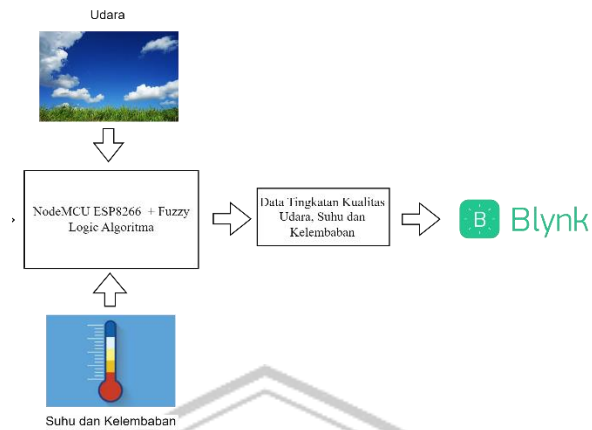 Udara
NodeMCU ESP8266 + Fuzzy
Logic Algoritma
Data Tingkatan Kualitas
Udara, Suhu dan
Kelembaban
B Blynk
Suhu dan Kelembaban